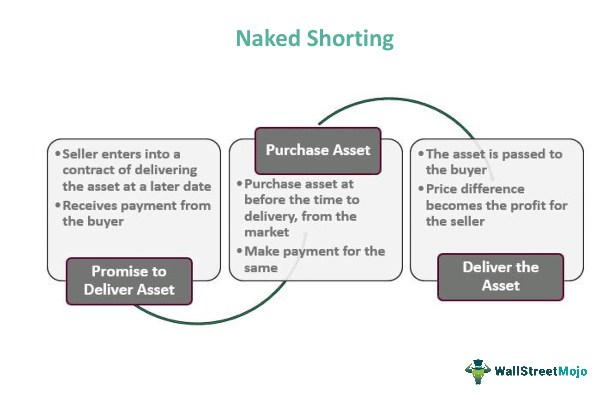 Naked Shorting
• Seller enters into a
contract of delivering
the asset at a later date
• Receives payment from
the buyer
Promise to
Deliver Asset
Purchase Asset
• Purchase asset at
before the time to
delivery, from the
market
• Make payment for the
same
• The asset is passed to
the buyer
• Price difference
becomes the profit for
the seller
Deliver the
Asset
WallStreetMojo